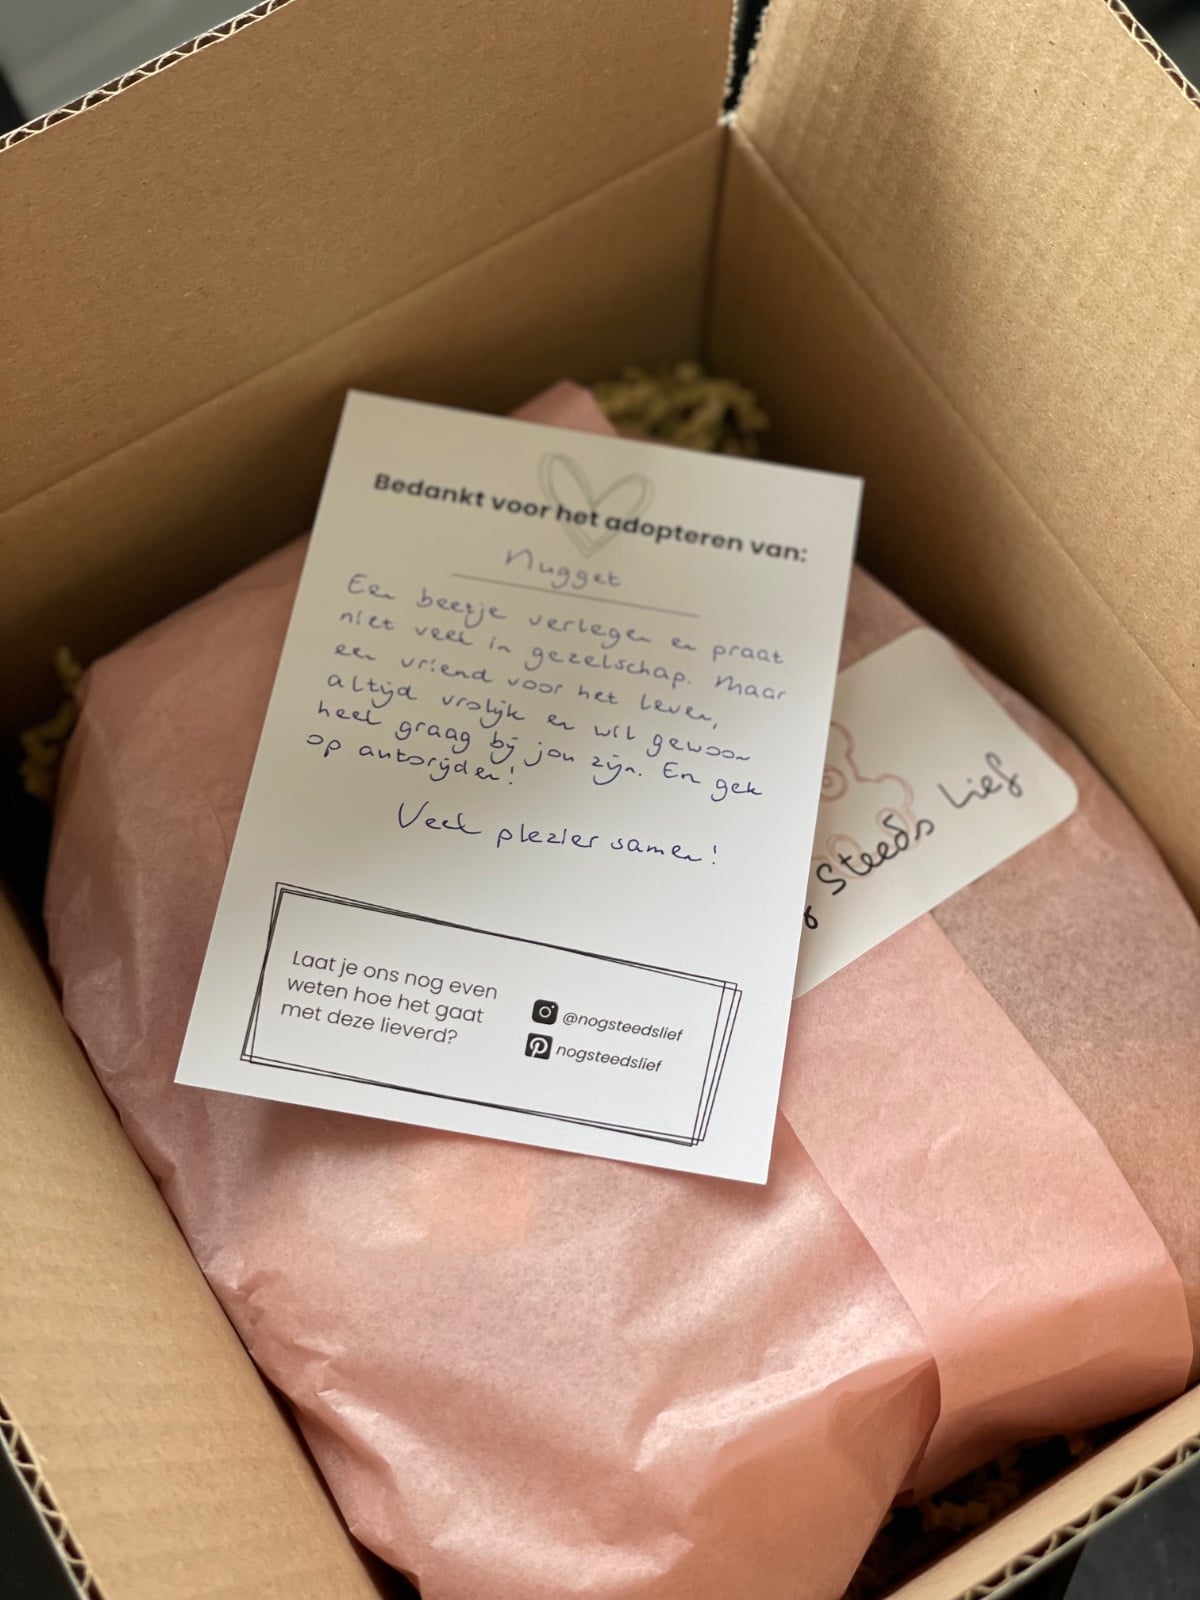 Bedankt voor het adopteren van:
Nugget
Een beetje verlegen en praat
niet veel in gezelschap. Maar
een vriend voor het leven,
altijd vrolijk en wil gewoon
heel graag bij jou zijn. En gek
op autorijden!
Veel plezier samen!
Laat je ons nog even
weten hoe het gaat
met deze lieverd?
@nogsteedslief
nogsteedslief
Steeds Lief